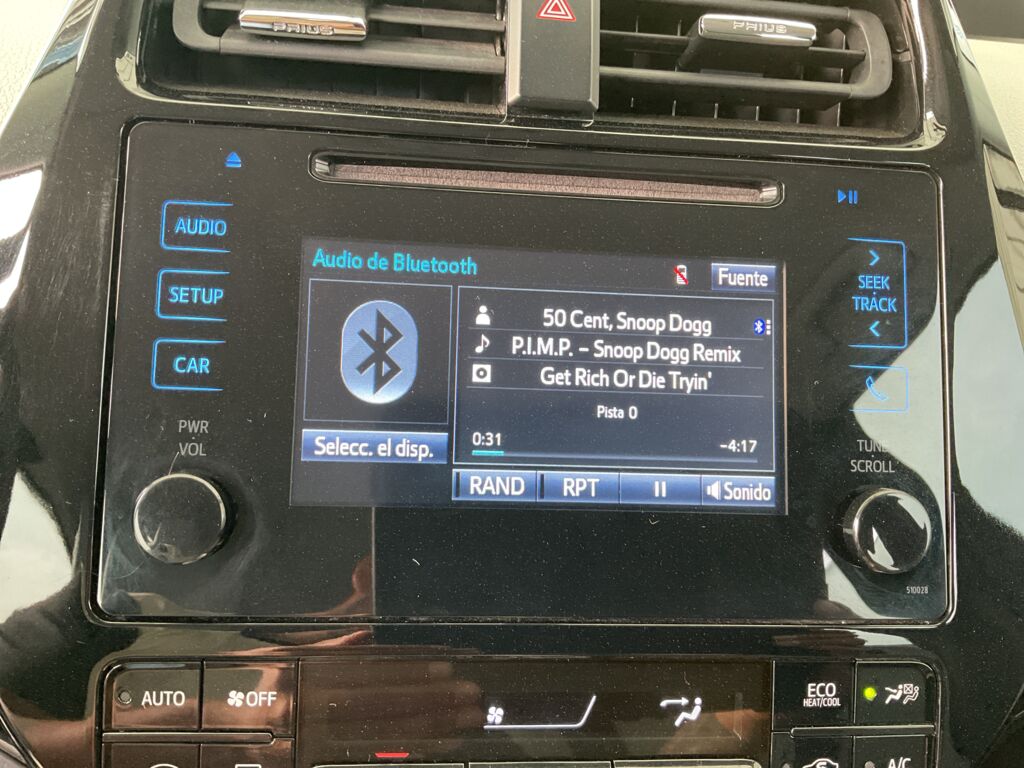 PRIUS
PRIUS
AUDIO
SETUP
CAR
PWR
VOL
Audio de Bluetooth
Fuente
50 Cent, Snoop Dogg
P.I.M.P. – Snoop Dogg Remix
Get Rich Or Die Tryin'
Pista 0
0:31
-4:17
Selecc. el disp.
RAND
RPT
Sonido
SEEK
TRACK
TUNE
SCROLL
510028
AUTO
OFF
ECO
HEAT/COOL
A/C